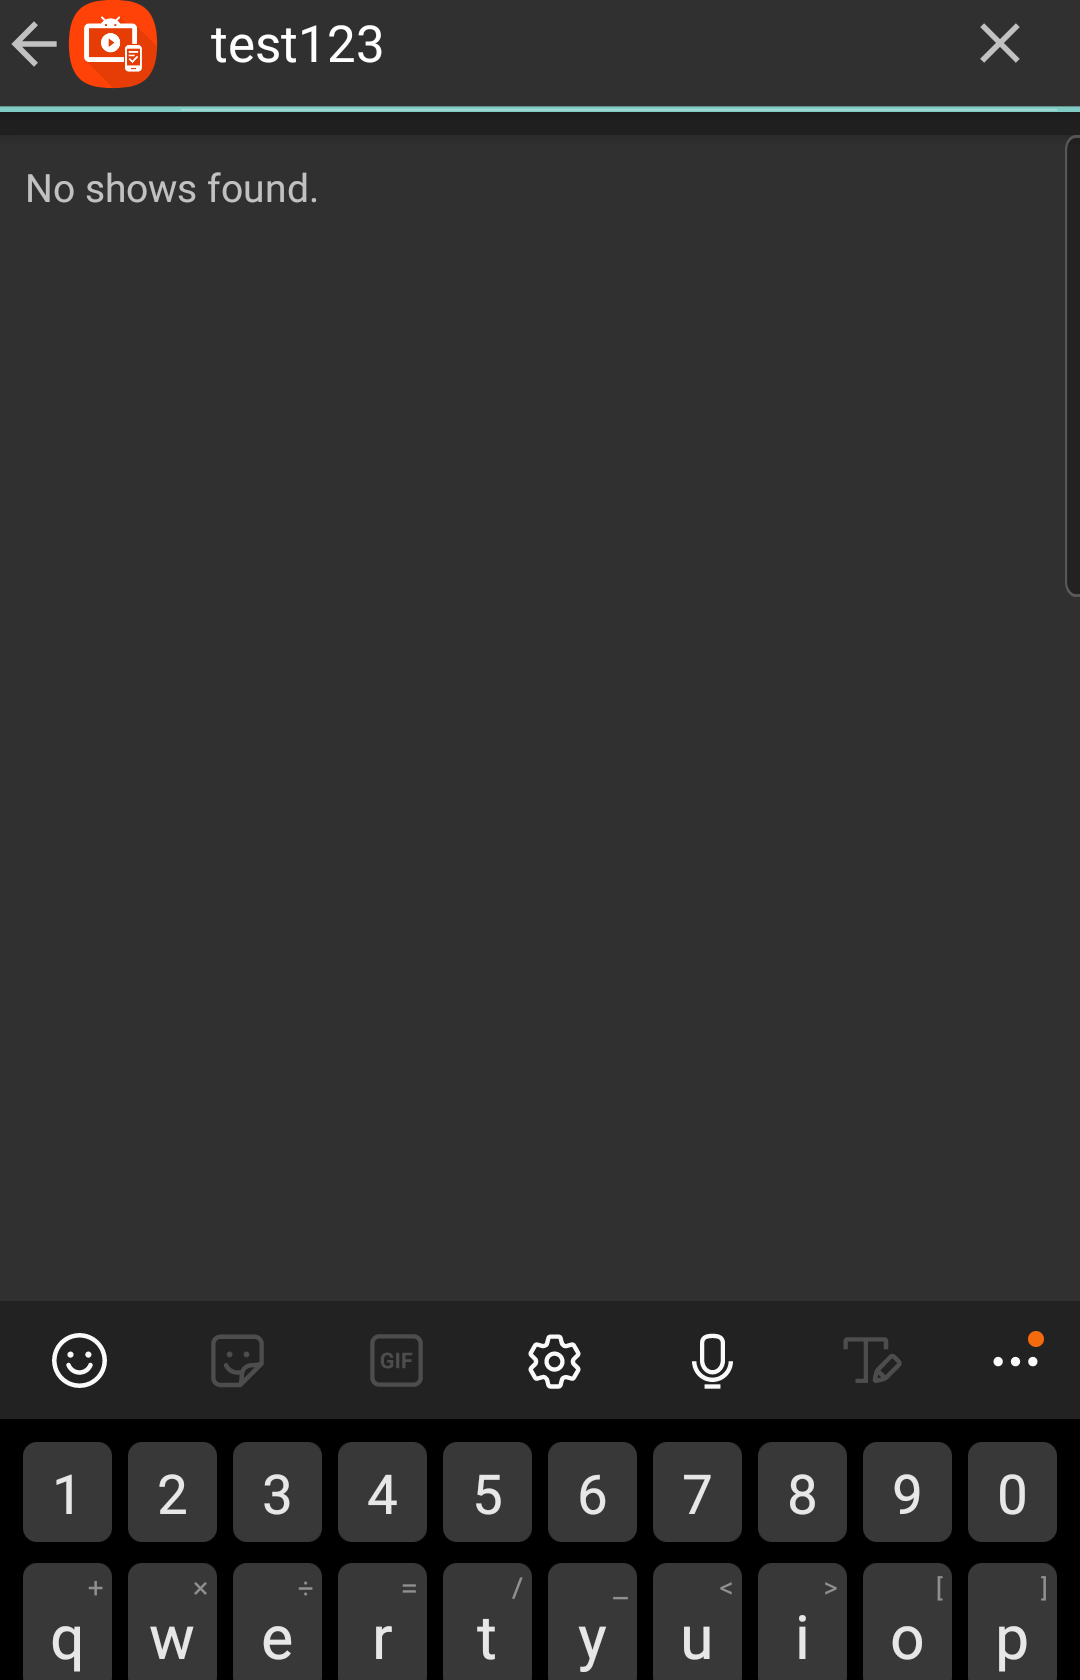 test123
No shows found.
GIF
1 2 3 4 5 6 7 8 9 0
+ × ÷ = / _ < > [ ]
q w e r t y u i o p